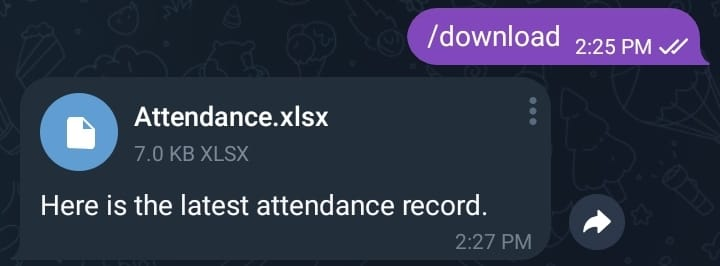 /download 2:25 PM
Attendance.xlsx
7.0 KB XLSX
Here is the latest attendance record.
2:27 PM